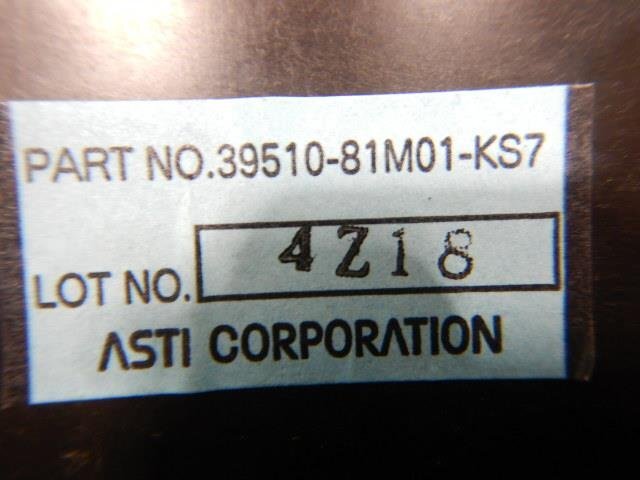 PART NO.39510-81M01-KS7
LOT NO. 4Z18
ASTI CORPORATION